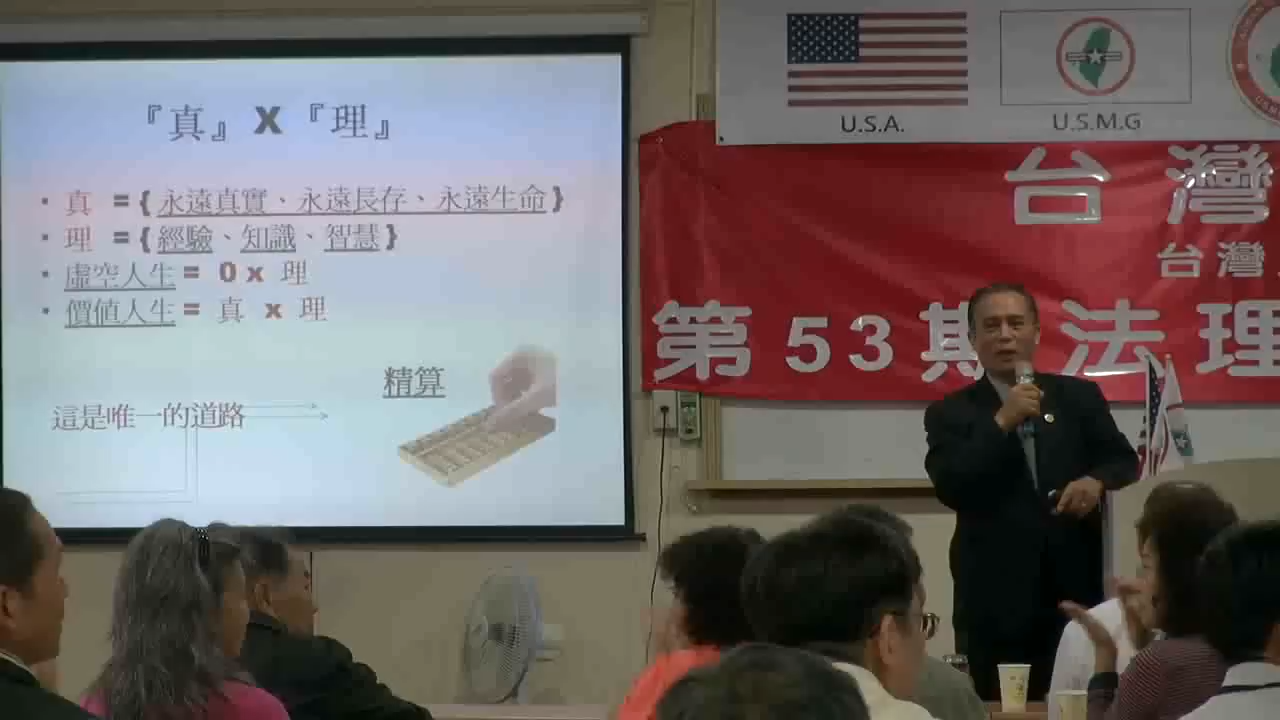 『真』X『理』
▪ 真 ={永遠真實、永遠長存、永遠生命}
▪ 理 ={經驗、知識、智慧}
▪ 虛空人生= 0 x 理
▪ 價值人生= 真 x 理
精算
這是唯一的道路
U.S.A.
U.S.M.G
台灣
台灣
第53期法理